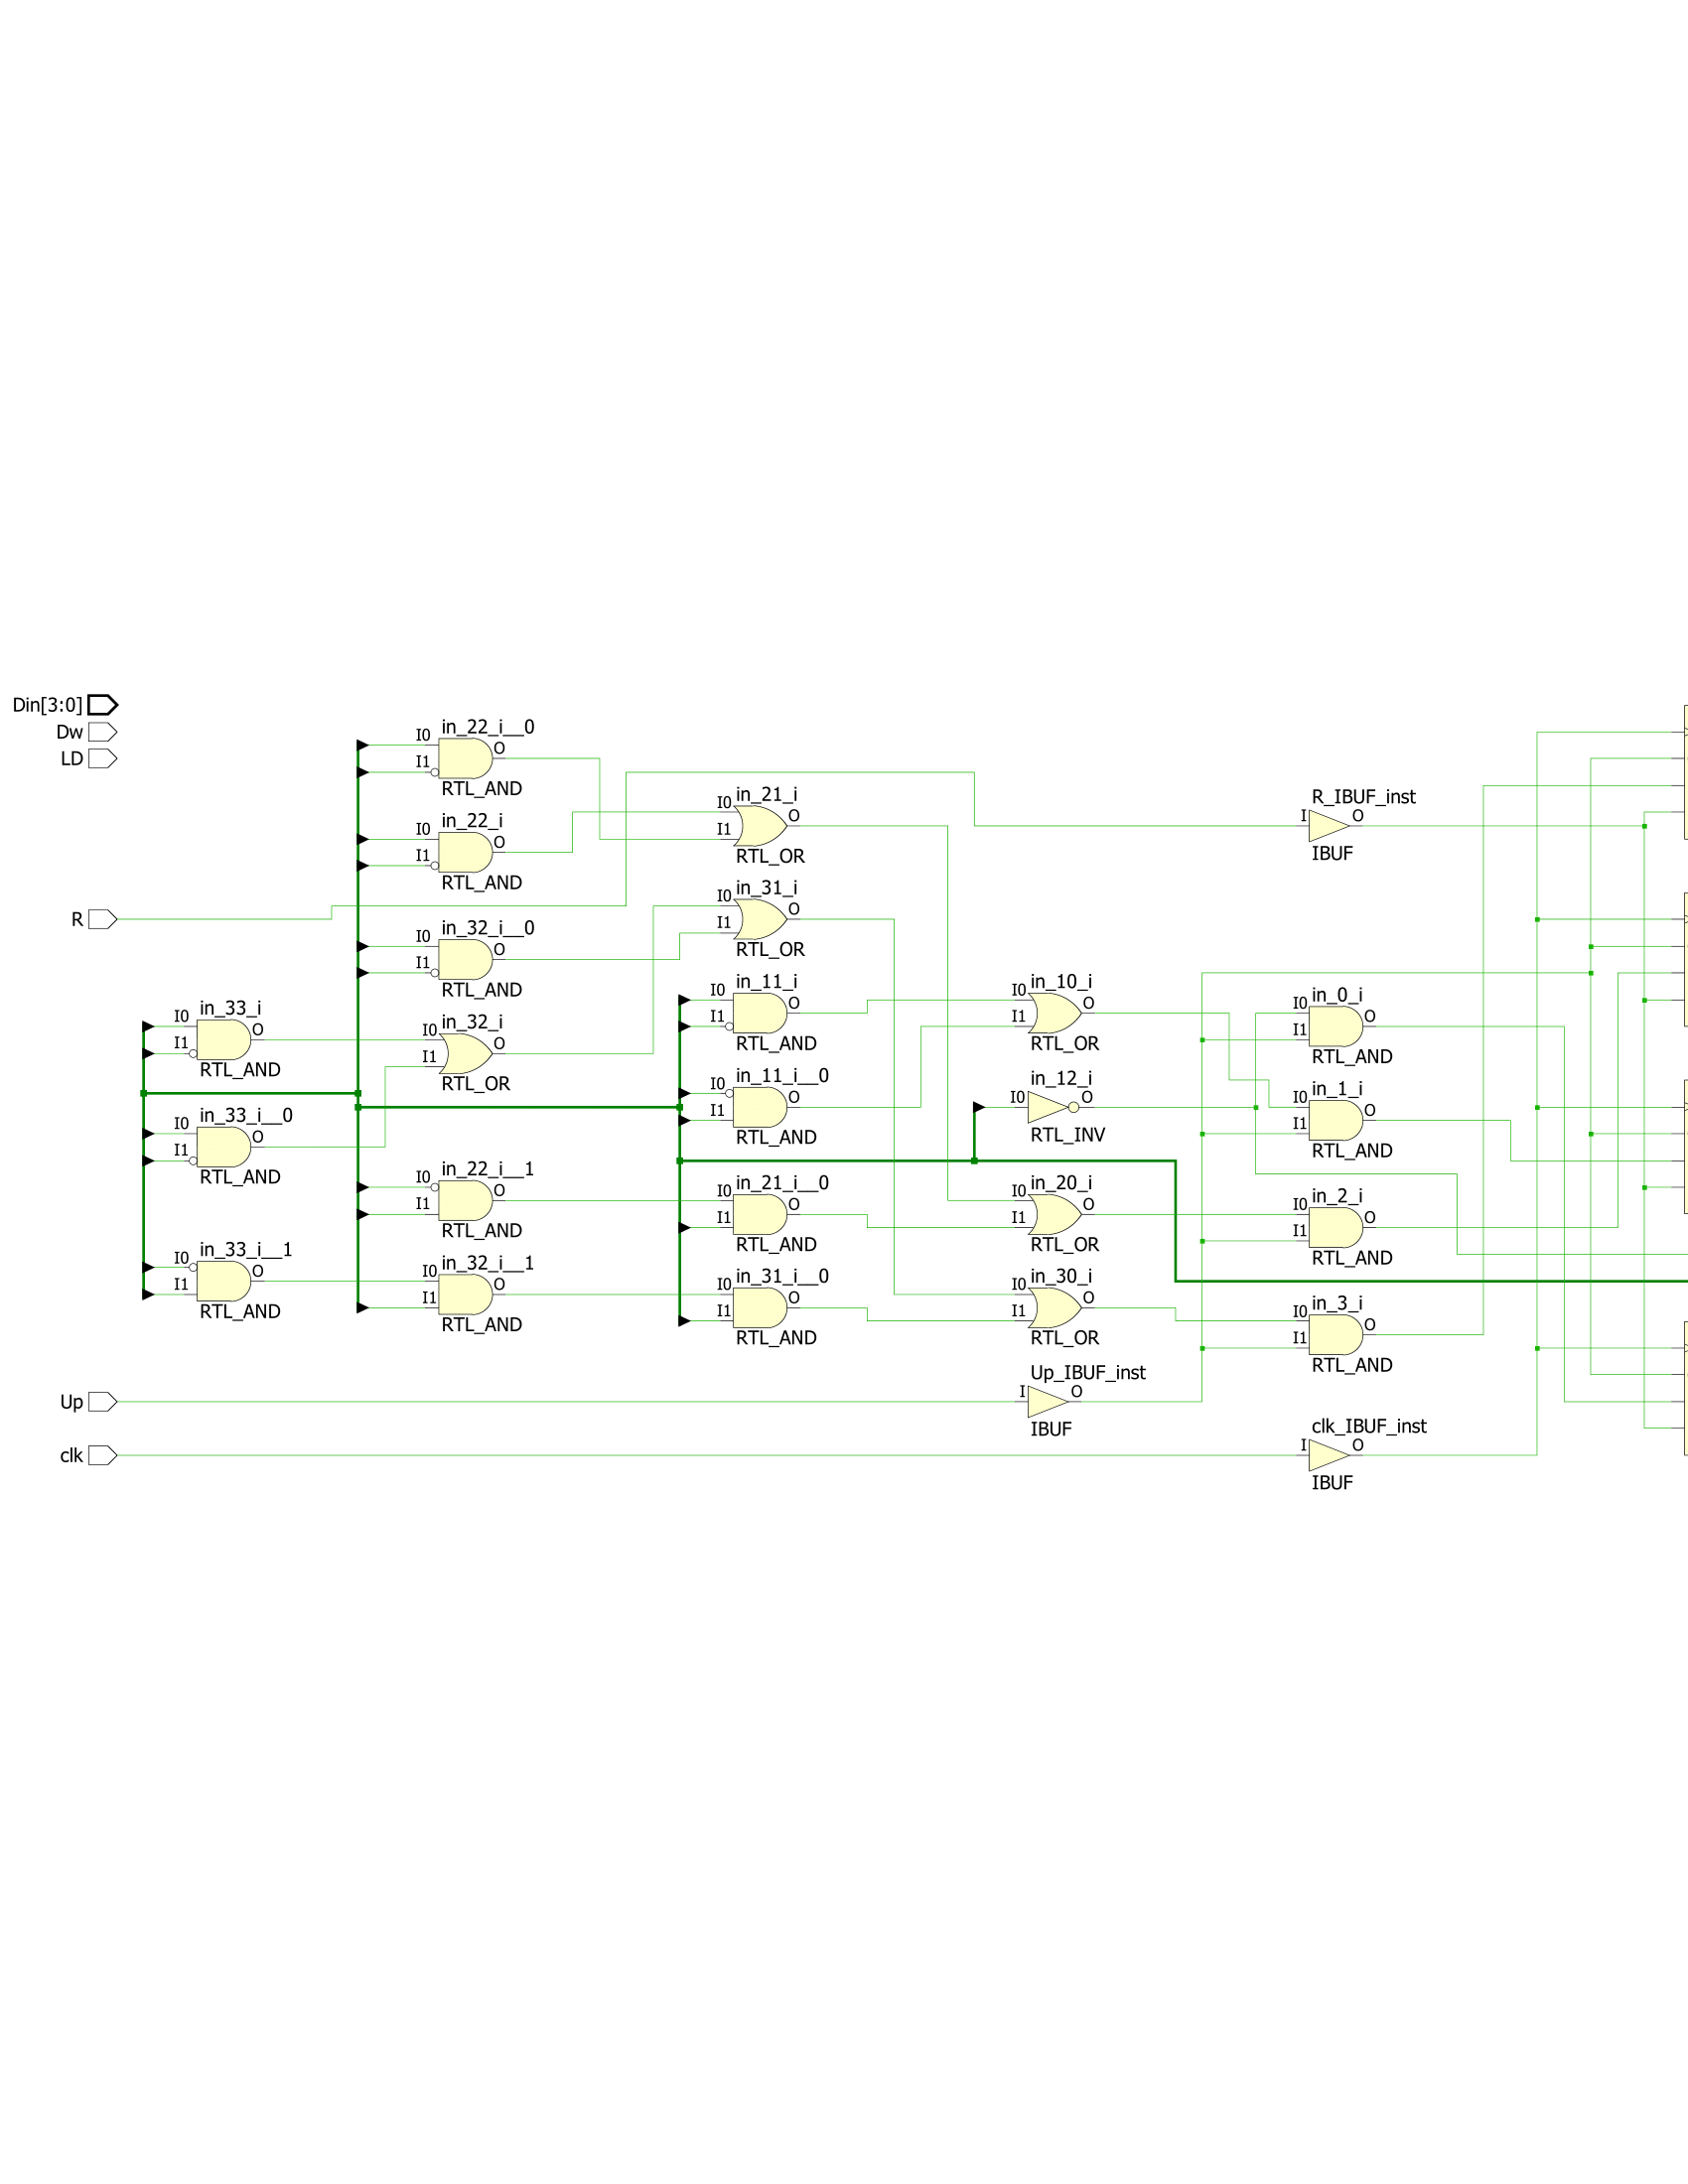 Din[3:0]
Dw
LD
R
Up
clk
in_33_i
I0
I1
O
RTL_AND
in_33_i__0
I0
I1
O
RTL_AND
in_33_i__1
I0
I1
O
RTL_AND
in_22_i__0
I0
I1
O
RTL_AND
in_22_i
I0
I1
O
RTL_AND
in_32_i__0
I0
I1
O
RTL_AND
in_32_i
I0
I1
O
RTL_OR
in_22_i__1
I0
I1
O
RTL_AND
in_32_i__1
I0
I1
O
RTL_AND
in_21_i
I0
I1
O
RTL_OR
in_31_i
I0
I1
O
RTL_OR
in_11_i
I0
I1
O
RTL_AND
in_11_i__0
I0
I1
O
RTL_AND
in_21_i__0
I0
I1
O
RTL_AND
in_31_i__0
I0
I1
O
RTL_AND
in_10_i
I0
I1
O
RTL_OR
in_12_i
I0
O
RTL_INV
in_20_i
I0
I1
O
RTL_OR
in_30_i
I0
I1
O
RTL_OR
Up_IBUF_inst
I
O
IBUF
R_IBUF_inst
I
O
IBUF
in_0_i
I0
I1
O
RTL_AND
in_1_i
I0
I1
O
RTL_AND
in_2_i
I0
I1
O
RTL_AND
in_3_i
I0
I1
O
RTL_AND
clk_IBUF_inst
I
O
IBUF